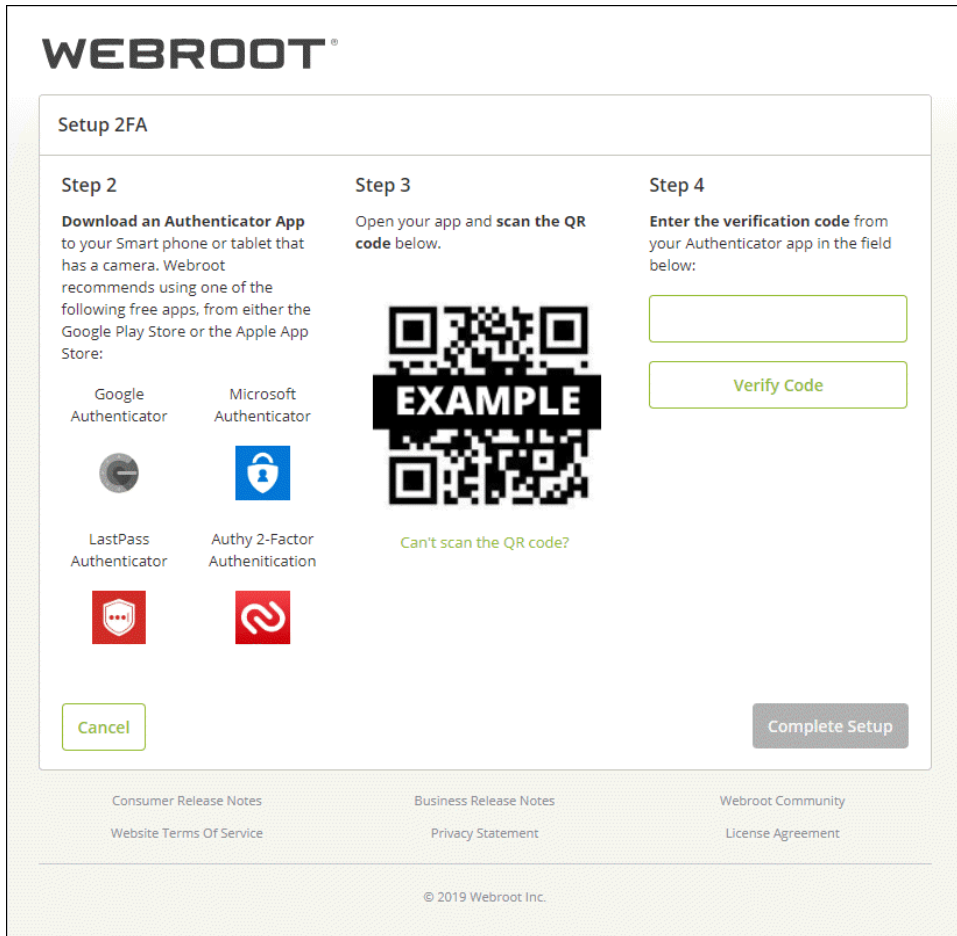 WEBROOT®
Setup 2FA
Step 2
Download an Authenticator App
to your Smart phone or tablet that
has a camera. Webroot
recommends using one of the
following free apps, from either the
Google Play Store or the Apple App
Store:
Google
Authenticator
Microsoft
Authenticator
LastPass
Authenticator
Authy 2-Factor
Authenitication
Step 3
Open your app and scan the QR
code below.
EXAMPLE
Can't scan the QR code?
Step 4
Enter the verification code from
your Authenticator app in the field
below:
Verify Code
Cancel
Complete Setup
Consumer Release Notes
Business Release Notes
Webroot Community
Website Terms Of Service
Privacy Statement
License Agreement
© 2019 Webroot Inc.